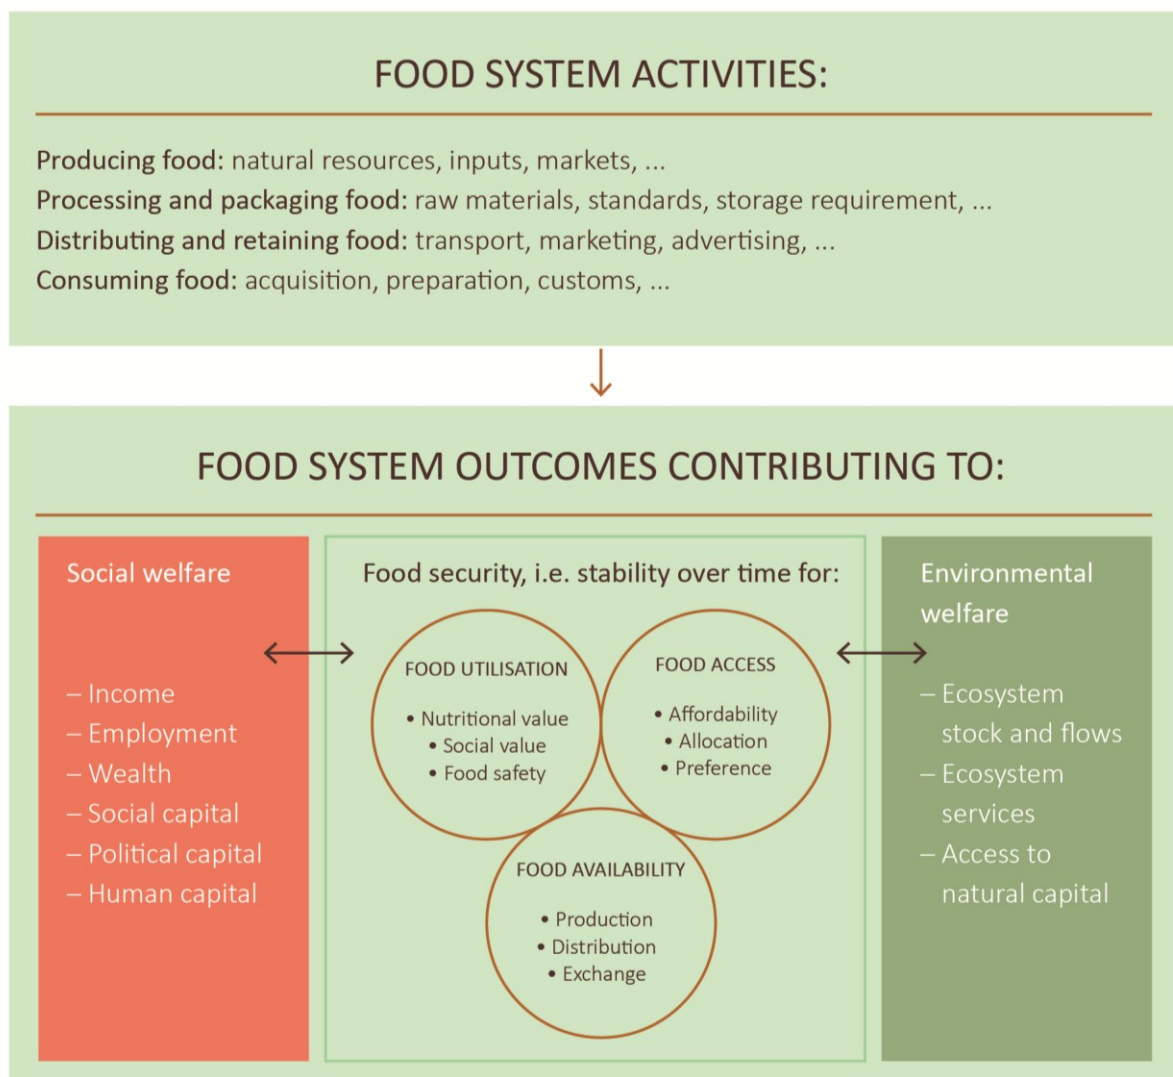 FOOD SYSTEM ACTIVITIES:
Producing food: natural resources, inputs, markets, ...
Processing and packaging food: raw materials, standards, storage requirement, ...
Distributing and retaining food: transport, marketing, advertising, ...
Consuming food: acquisition, preparation, customs, ...
FOOD SYSTEM OUTCOMES CONTRIBUTING TO:
Social welfare
– Income
– Employment
– Wealth
– Social capital
– Political capital
– Human capital
Food security, i.e. stability over time for:
FOOD UTILISATION
• Nutritional value
• Social value
• Food safety
FOOD ACCESS
• Affordability
• Allocation
• Preference
FOOD AVAILABILITY
• Production
• Distribution
• Exchange
Environmental
welfare
– Ecosystem
stock and flows
– Ecosystem
services
– Access to
natural capital